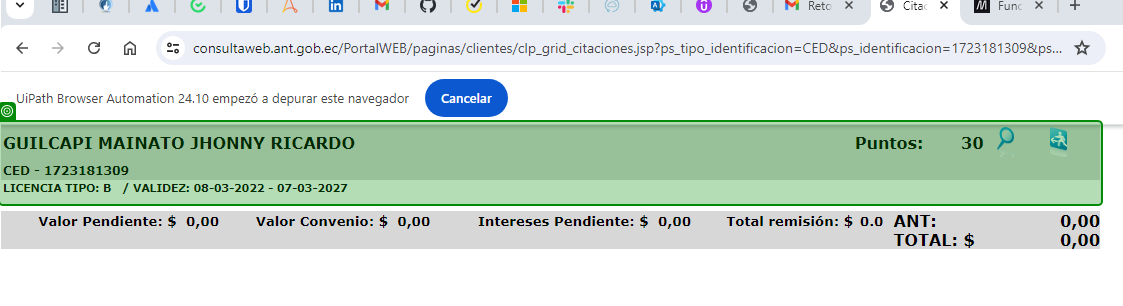 Reto
Citac
Func
consultaweb.ant.gob.ec/PortalWEB/paginas/clientes/clp_grid_citaciones.jsp?ps_tipo_identificacion=CED&ps_identificacion=1723181309&ps...
UiPath Browser Automation 24.10 empezó a depurar este navegador
Cancelar
GUILCAPI MAINATO JHONNY RICARDO Puntos: 30
CED - 1723181309
LICENCIA TIPO: B / VALIDEZ: 08-03-2022 - 07-03-2027
Valor Pendiente: $ 0,00 Valor Convenio: $ 0,00 Intereses Pendiente: $ 0,00 Total remisión: $ 0.0 ANT: 0,00
TOTAL: $ 0,00